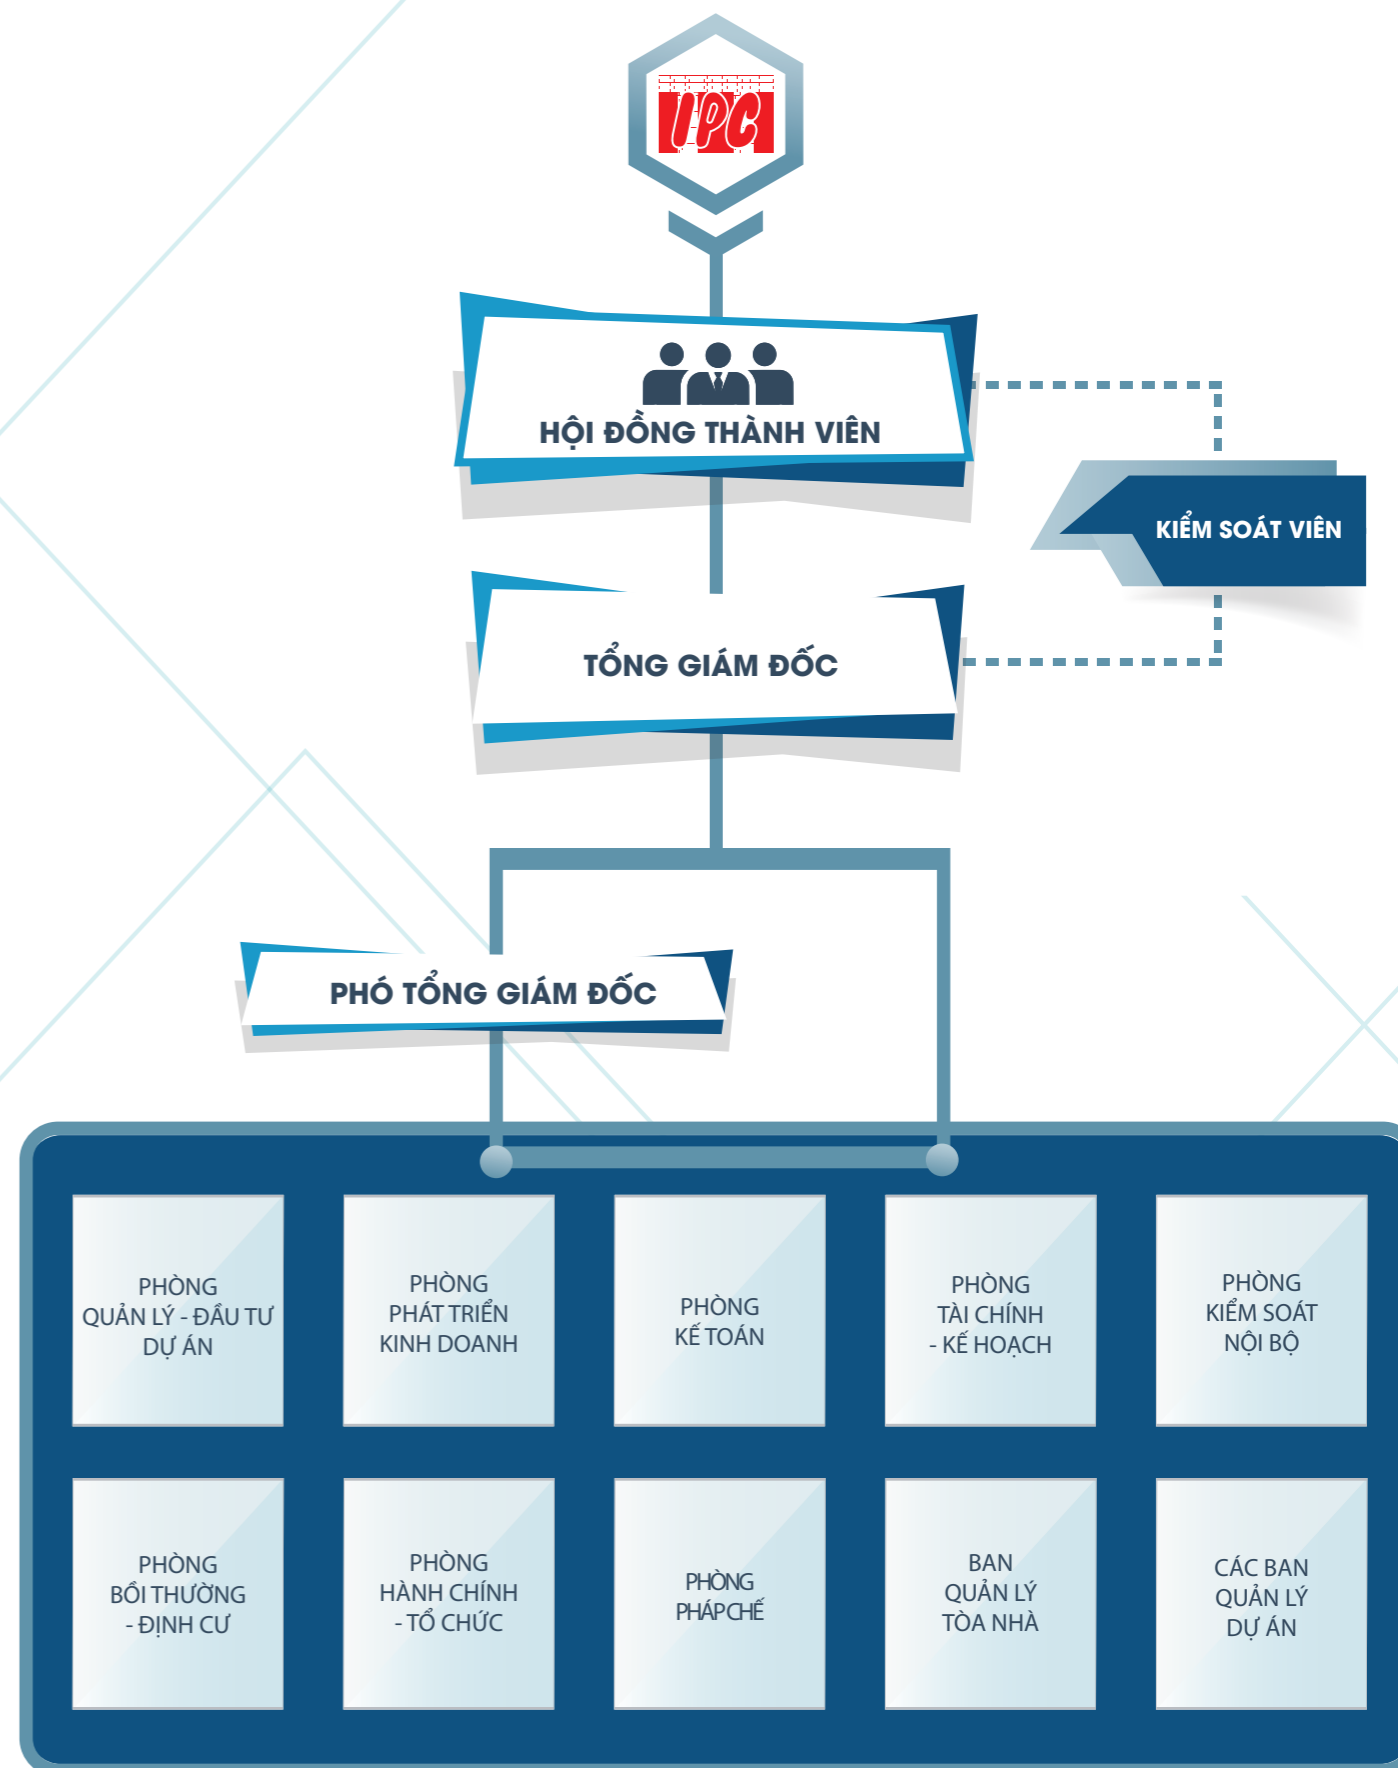 IPC
HỘI ĐỒNG THÀNH VIÊN
KIỂM SOÁT VIÊN
TỔNG GIÁM ĐỐC
PHÓ TỔNG GIÁM ĐỐC
PHÒNG
QUẢN LÝ - ĐẦU TƯ
DỰ ÁN
PHÒNG
PHÁT TRIỂN
KINH DOANH
PHÒNG
KẾ TOÁN
PHÒNG
TÀI CHÍNH
- KẾ HOẠCH
PHÒNG
KIỂM SOÁT
NỘI BỘ
PHÒNG
BỒI THƯỜNG
- ĐỊNH CƯ
PHÒNG
HÀNH CHÍNH
- TỔ CHỨC
PHÒNG
PHÁP CHẾ
BAN
QUẢN LÝ
TÒA NHÀ
CÁC BAN
QUẢN LÝ
DỰ ÁN